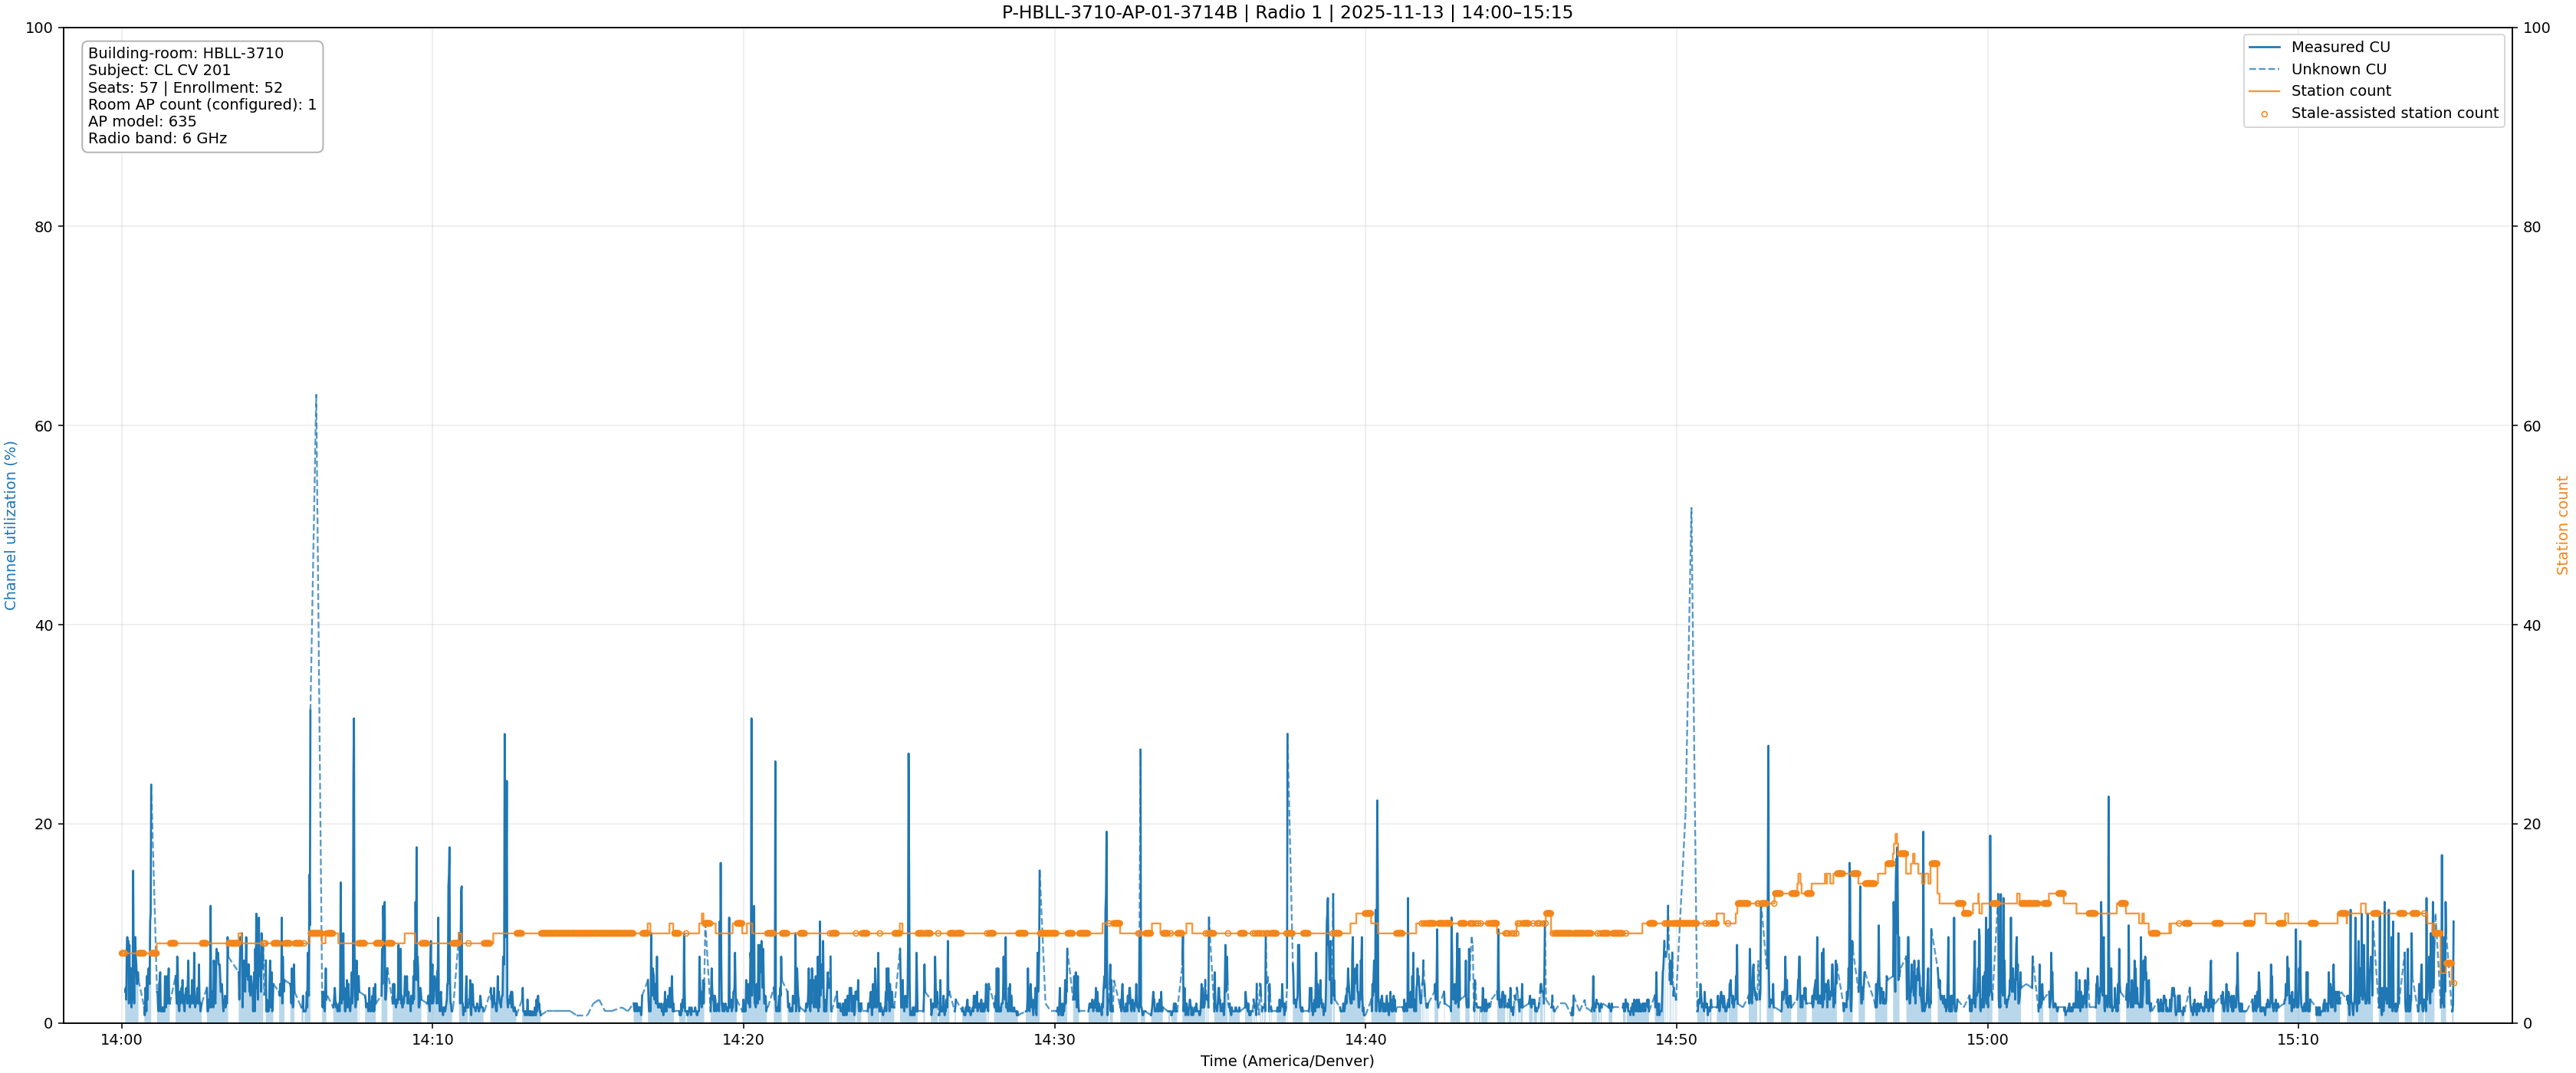 P-HBLL-3710-AP-01-3714B | Radio 1 | 2025-11-13 | 14:00–15:15
Building-room: HBLL-3710
Subject: CL CV 201
Seats: 57 | Enrollment: 52
Room AP count (configured): 1
AP model: 635
Radio band: 6 GHz
Measured CU
Unknown CU
Station count
Stale-assisted station count
Channel utilization (%)
100
80
60
40
20
0
100
80
60
40
20
0
Station count
14:00
14:10
14:20
14:30
14:40
14:50
15:00
15:10
Time (America/Denver)